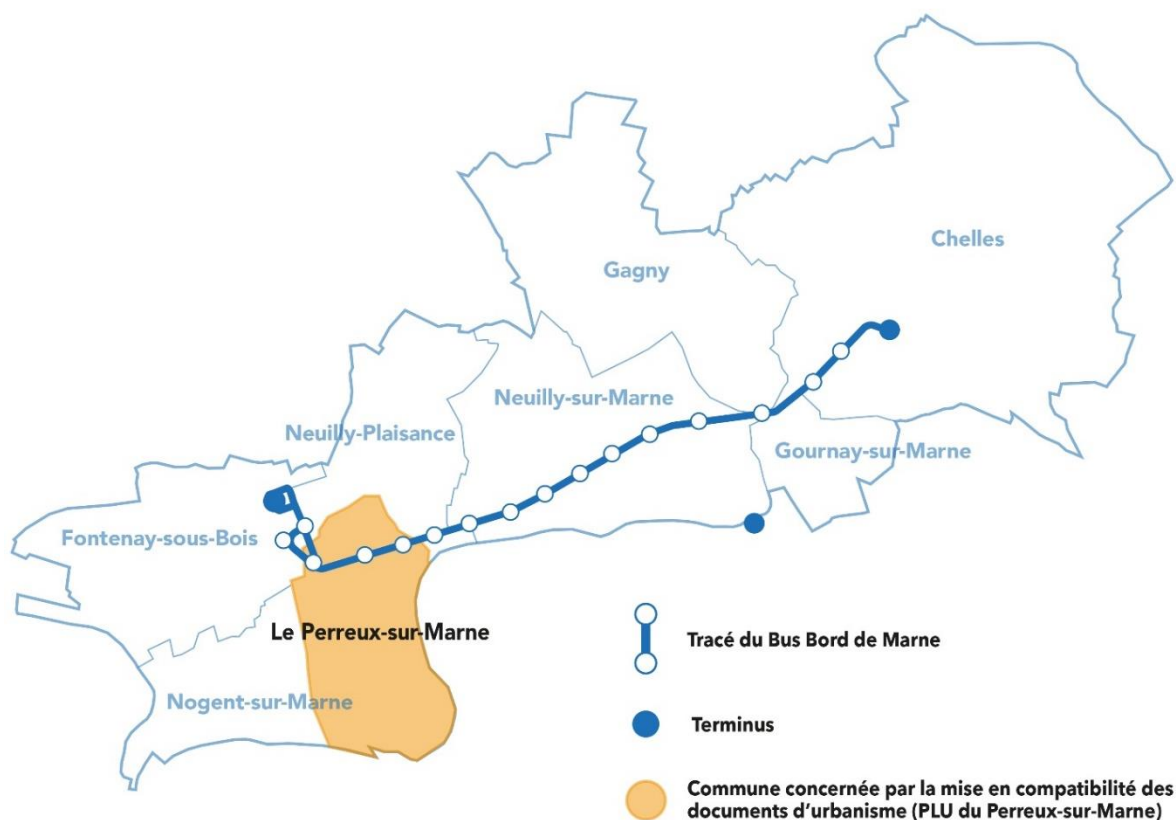 Chelles
Gagny
Neuilly-sur-Marne
Neuilly-Plaisance
Gournay-sur-Marne
Fontenay-sous-Bois
Le Perreux-sur-Marne
Nogent-sur-Marne
Tracé du Bus Bord de Marne
Terminus
Commune concernée par la mise en compatibilité des
documents d'urbanisme (PLU du Perreux-sur-Marne)